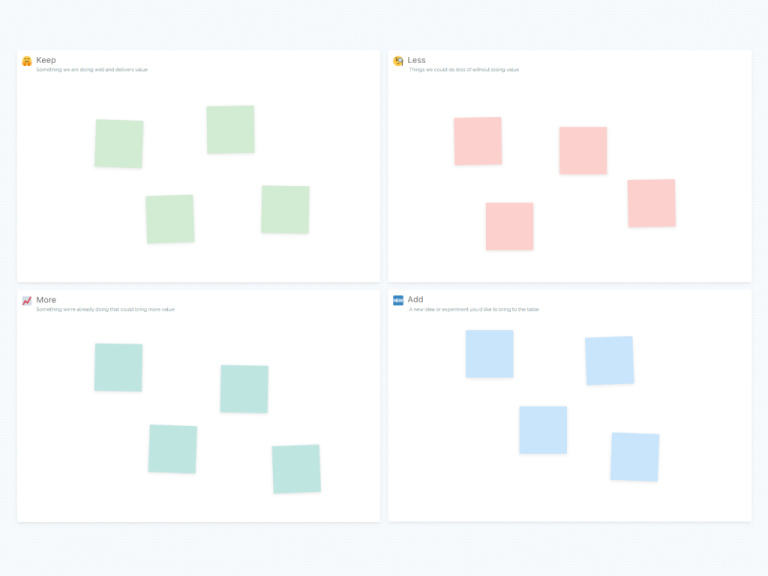 Keep
Something we are doing well and delivers value
Less
Things we could do less of without losing value
More
Something we're already doing that could bring more value
NEW
Add
A new idea or experiment you'd like to bring to the table